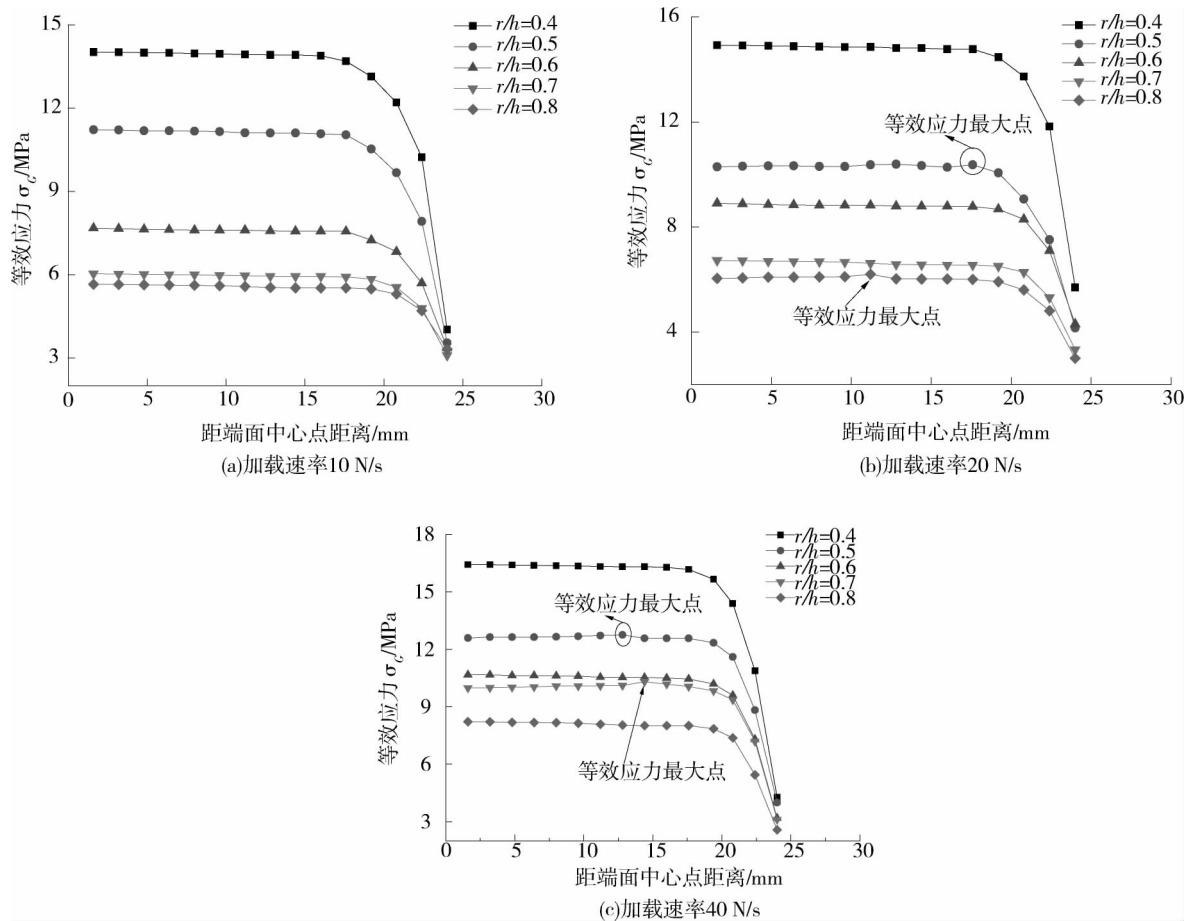 15
12
9
6
3
等效应力 σG/MPa
r/h=0.4
r/h=0.5
r/h=0.6
r/h=0.7
r/h=0.8
0 5 10 15 20 25 30
距端面中心点距离/mm
(a)加载速率10 N/s
16
12
8
4
等效应力 σG/MPa
r/h=0.4
r/h=0.5
r/h=0.6
r/h=0.7
r/h=0.8
等效应力最大点
等效应力最大点
0 5 10 15 20 25 30
距端面中心点距离/mm
(b)加载速率20 N/s
18
15
12
9
6
3
等效应力 σG/MPa
r/h=0.4
r/h=0.5
r/h=0.6
r/h=0.7
r/h=0.8
等效应力最大点
等效应力最大点
0 5 10 15 20 25 30
距端面中心点距离/mm
(c)加载速率40 N/s